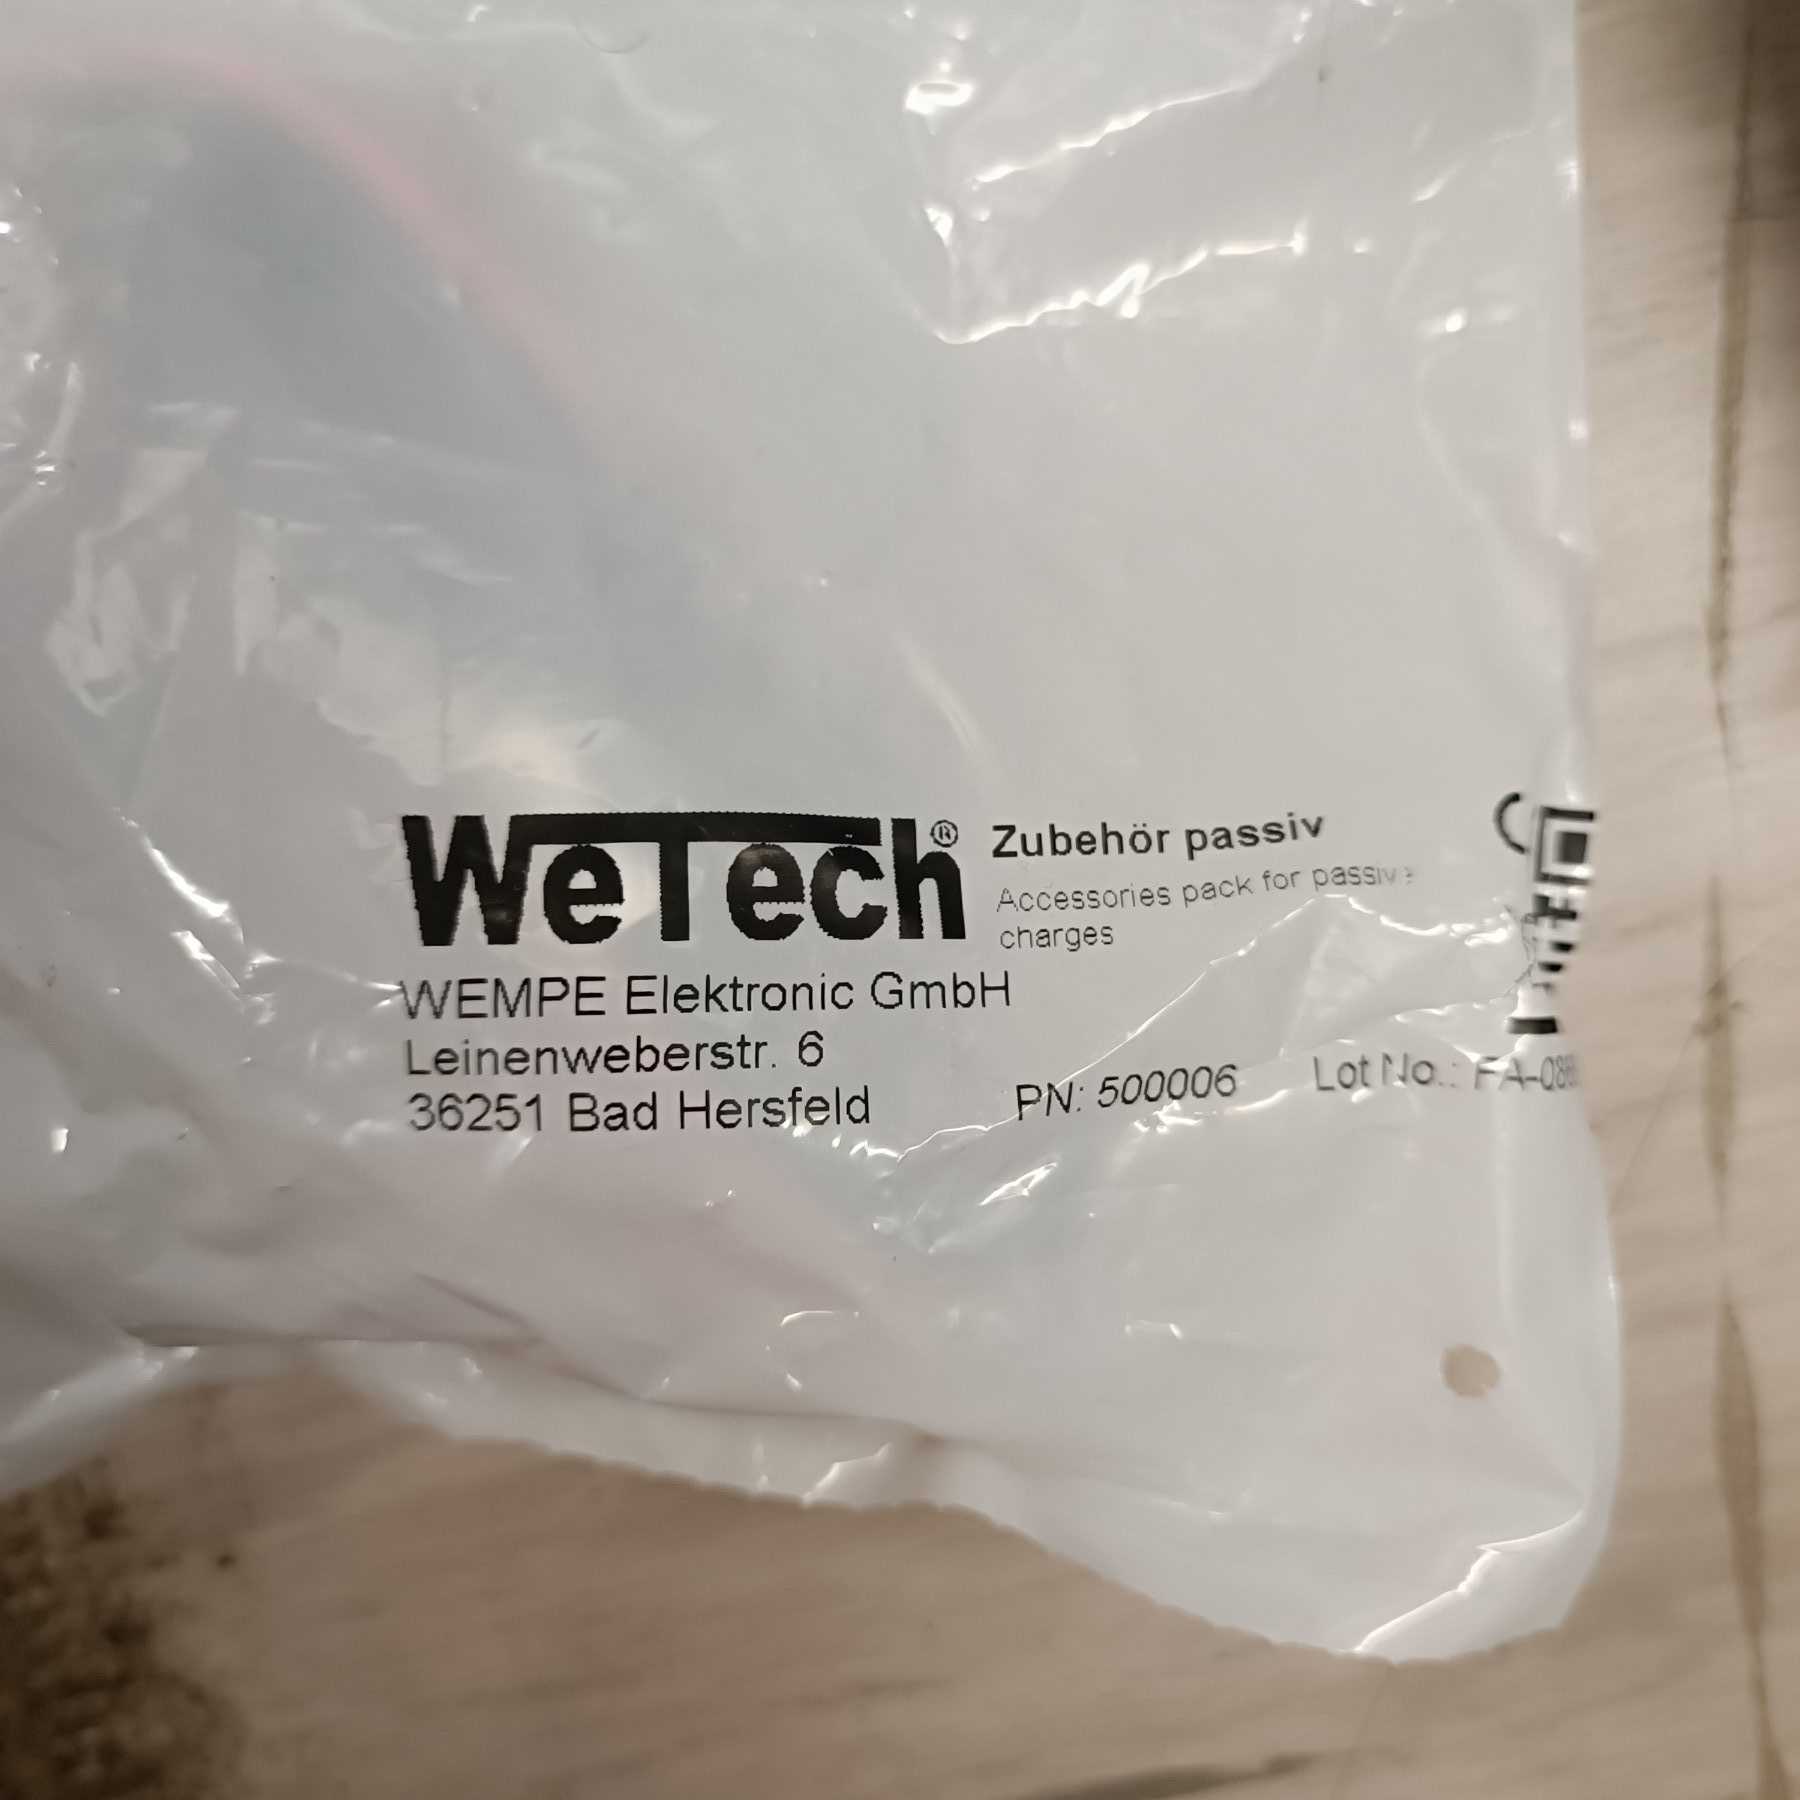 WeTech®
Zubehör passiv
Accessories pack for passive
charges
WEMPE Elektronic GmbH
Leinenweberstr. 6
36251 Bad Hersfeld
PN: 500006
Lot No.: